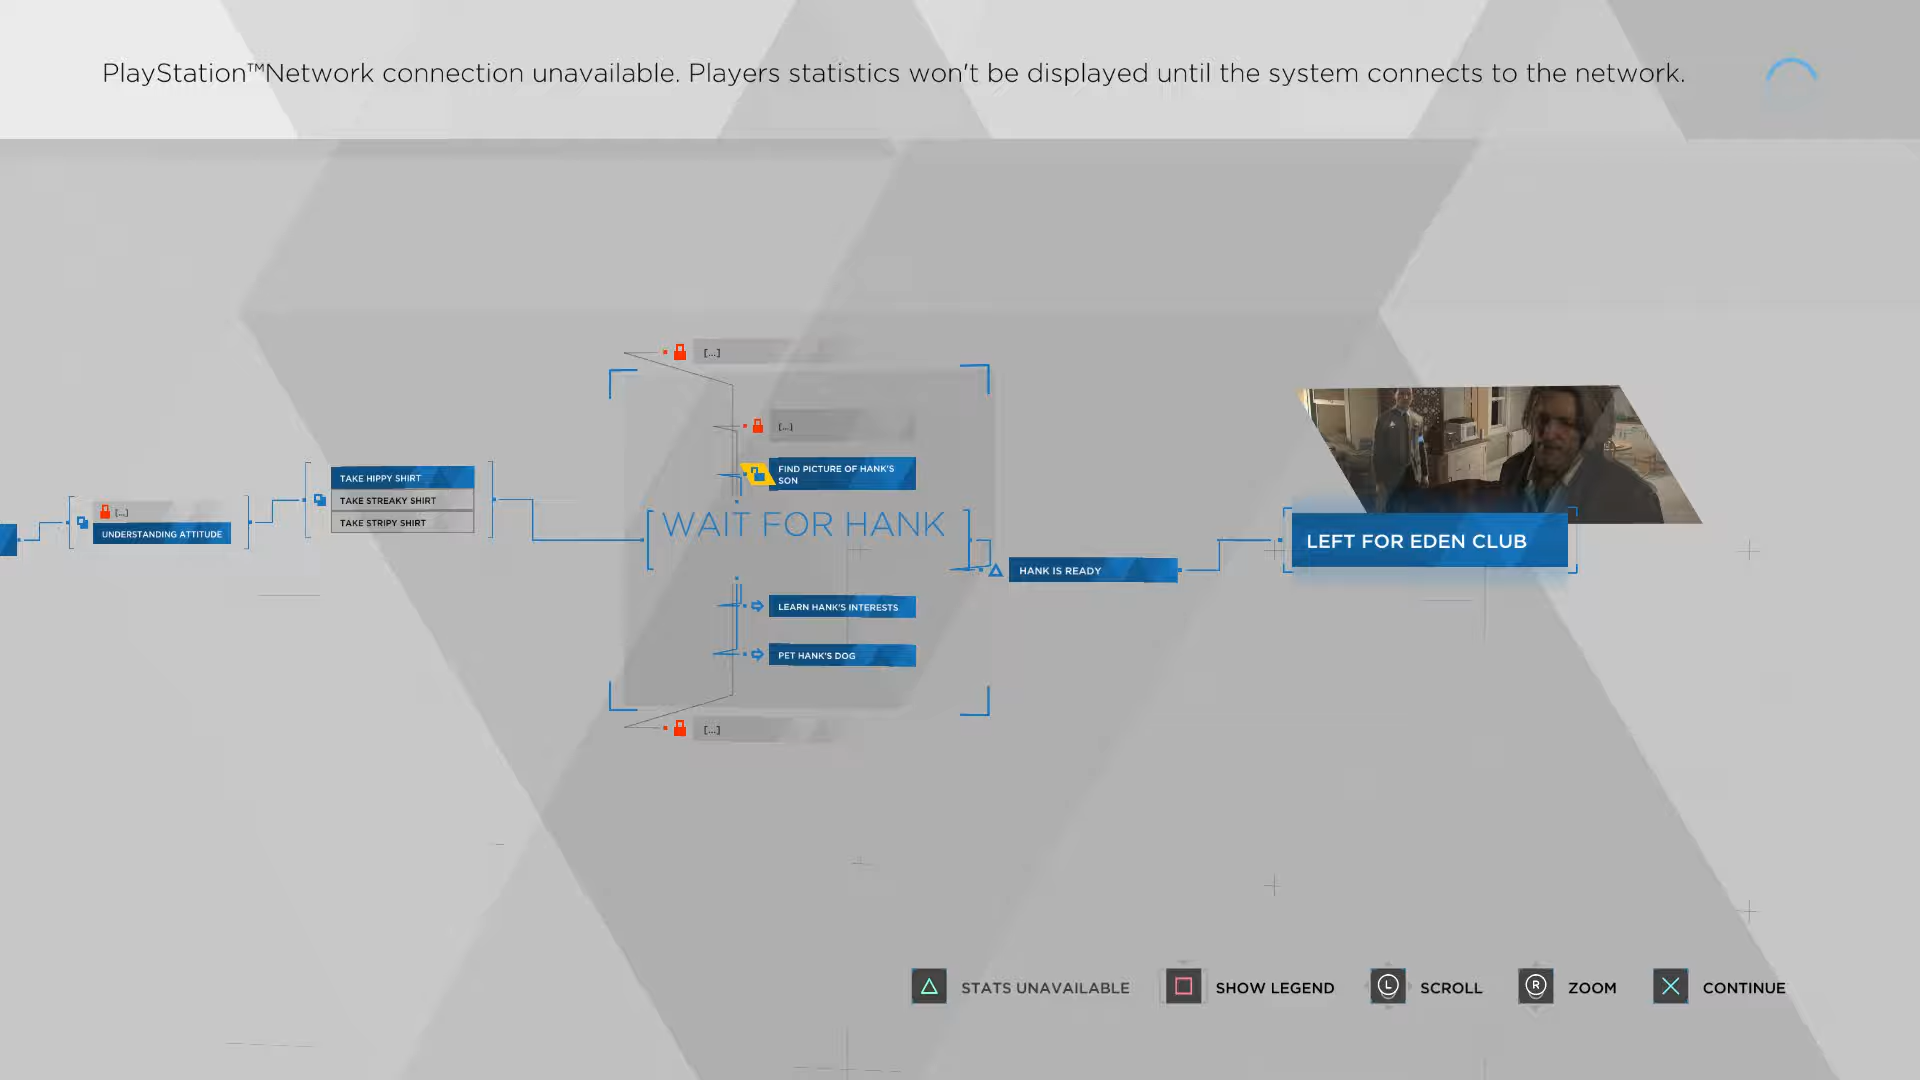 PlayStation™Network connection unavailable. Players statistics won't be displayed until the system connects to the network.
[...]
UNDERSTANDING ATTITUDE
TAKE HIPPY SHIRT
TAKE STREAKY SHIRT
TAKE STRIPY SHIRT
[...]
[...]
FIND PICTURE OF HANK'S
SON
WAIT FOR HANK
LEARN HANK'S INTERESTS
PET HANK'S DOG
[...]
HANK IS READY
LEFT FOR EDEN CLUB
STATS UNAVAILABLE
SHOW LEGEND
L SCROLL
R ZOOM
CONTINUE